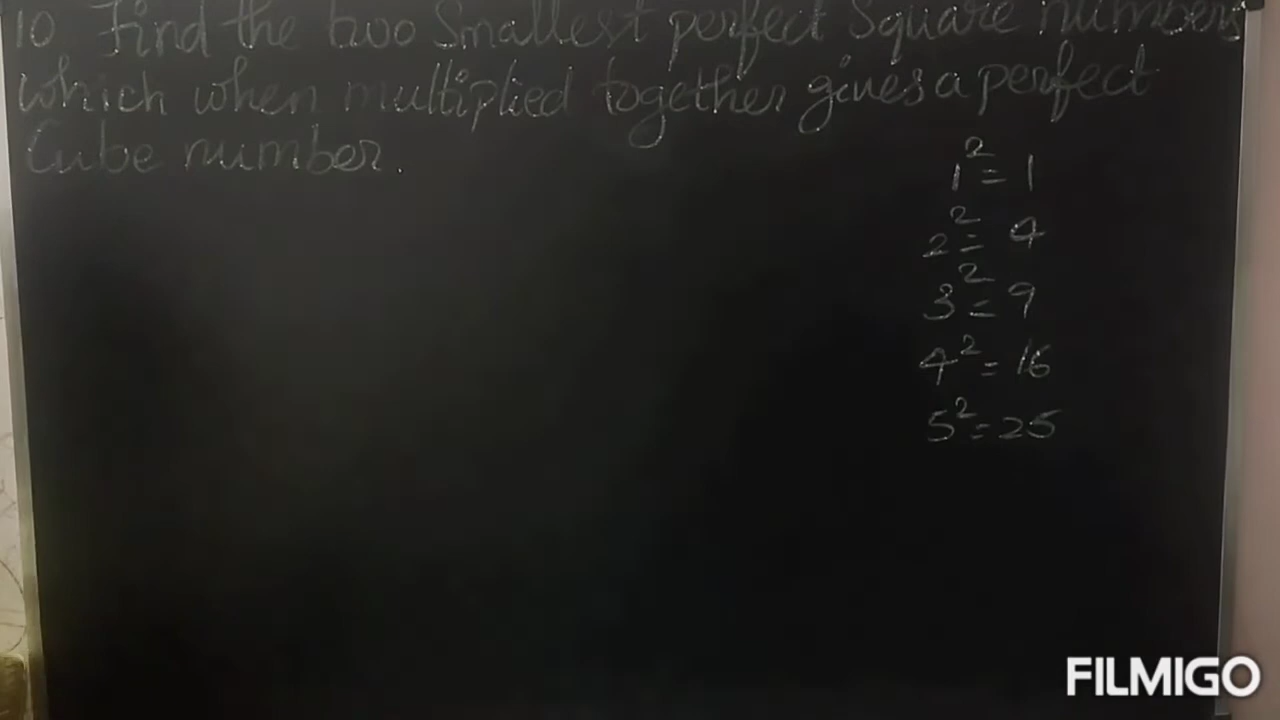 10 Find the two Smallest perfect Square numbers
which when multiplied together gives a perfect
Cube number.
1² = 1
2² = 4
3² = 9
4² = 16
5² = 25
FILMIGO